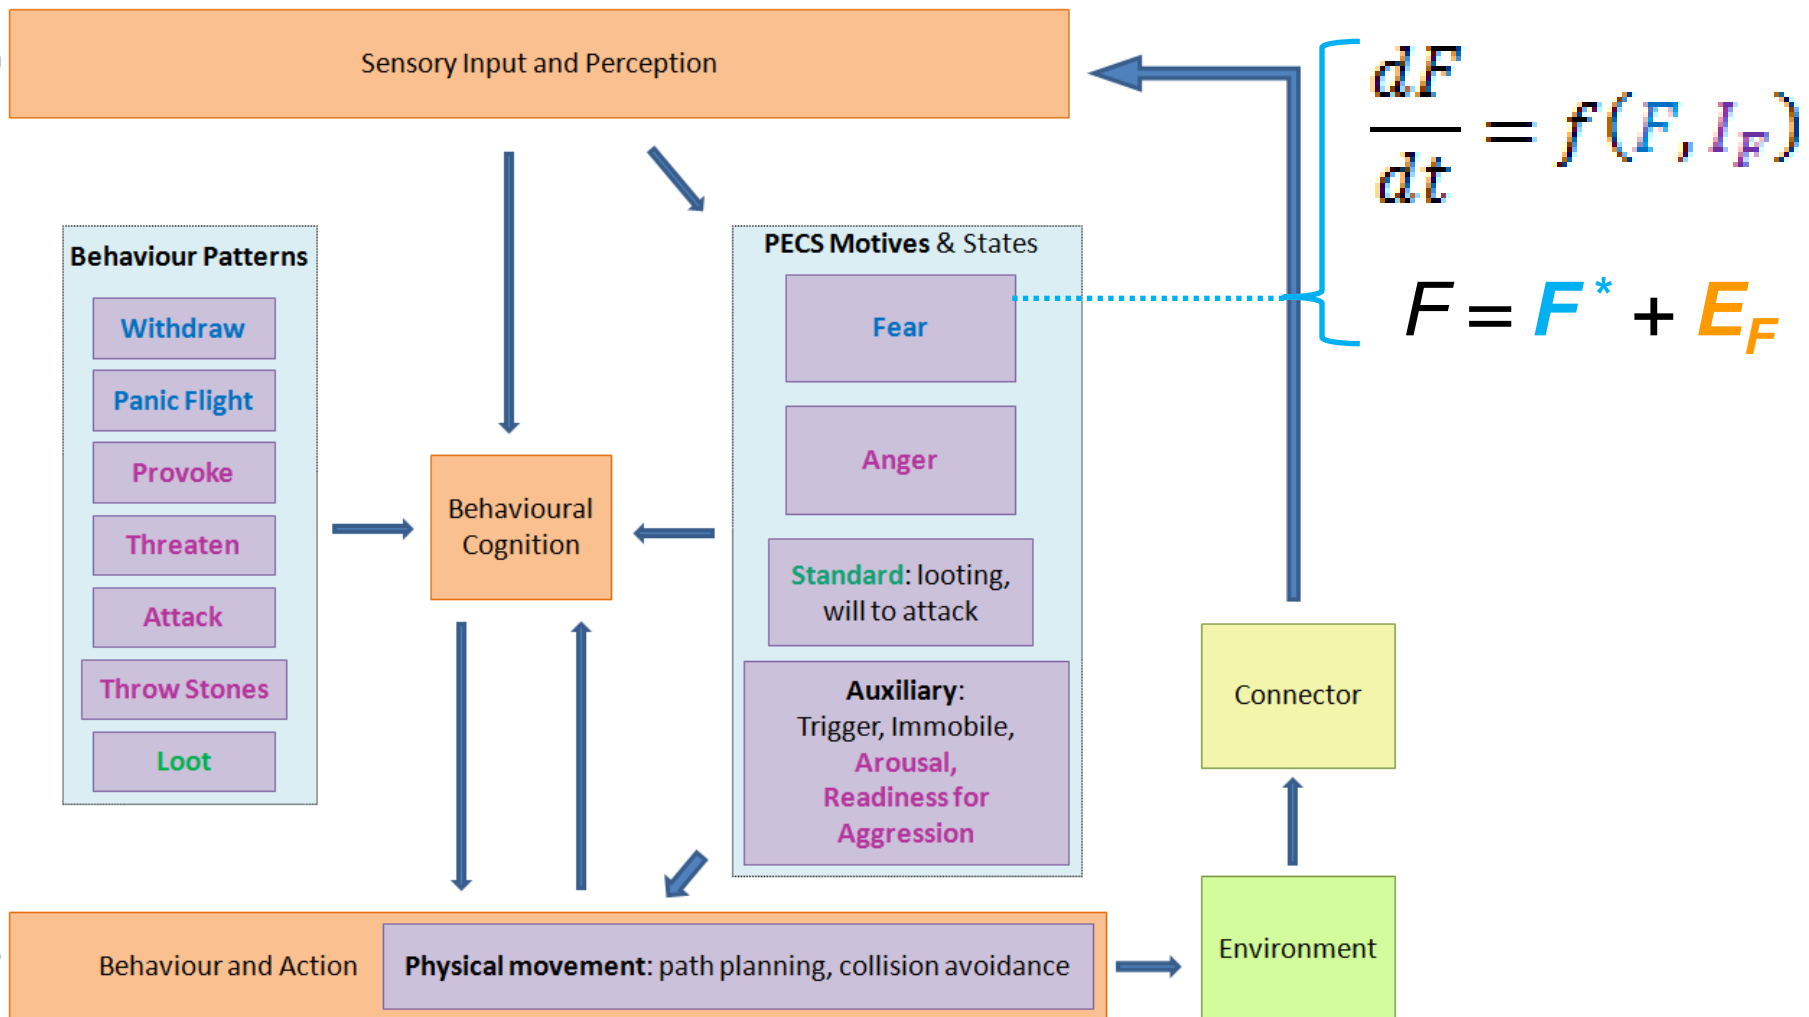 Sensory Input and Perception
dF/dt = f(F, I_F)
F = F* + E_F
Behaviour Patterns
Withdraw
Panic Flight
Provoke
Threaten
Attack
Throw Stones
Loot
Behavioural
Cognition
PECS Motives & States
Fear
Anger
Standard: looting,
will to attack
Auxiliary:
Trigger, Immobile,
Arousal,
Readiness for
Aggression
Connector
Environment
Behaviour and Action
Physical movement: path planning, collision avoidance